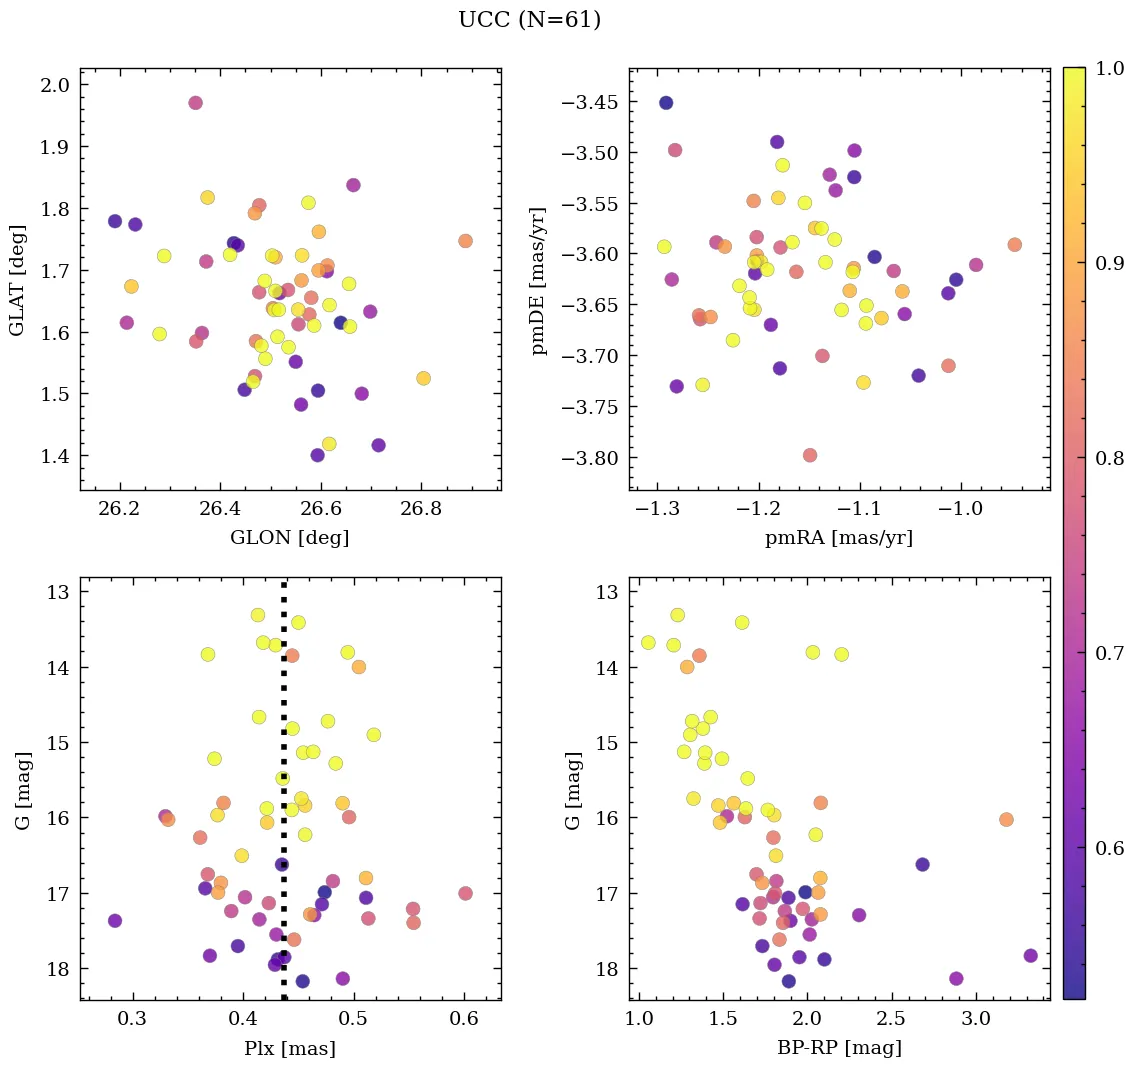 UCC (N=61)
2.0
1.9
1.8
1.7
1.6
1.5
1.4
GLAT [deg]
26.2 26.4 26.6 26.8
GLON [deg]
−3.45
−3.50
−3.55
−3.60
−3.65
−3.70
−3.75
−3.80
pmDE [mas/yr]
−1.3 −1.2 −1.1 −1.0
pmRA [mas/yr]
13
14
15
16
17
18
G [mag]
0.3 0.4 0.5 0.6
Plx [mas]
13
14
15
16
17
18
G [mag]
1.0 1.5 2.0 2.5 3.0
BP-RP [mag]
1.0
0.9
0.8
0.7
0.6